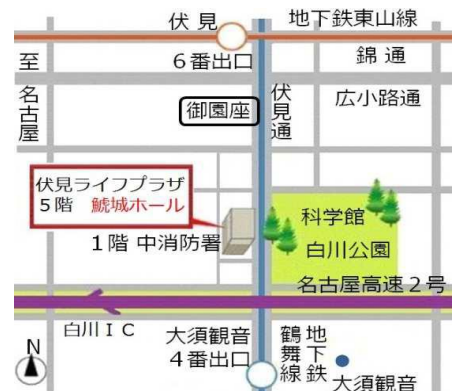 伏見
地下鉄東山線
6番出口
錦通
至名古屋
伏見通
広小路通
御園座
伏見ライフプラザ
5階 鯱城ホール
1階 中消防署
科学館
白川公園
名古屋高速2号
白川IC
大須観音
4番出口
地下鉄
鶴舞線
大須観音
N